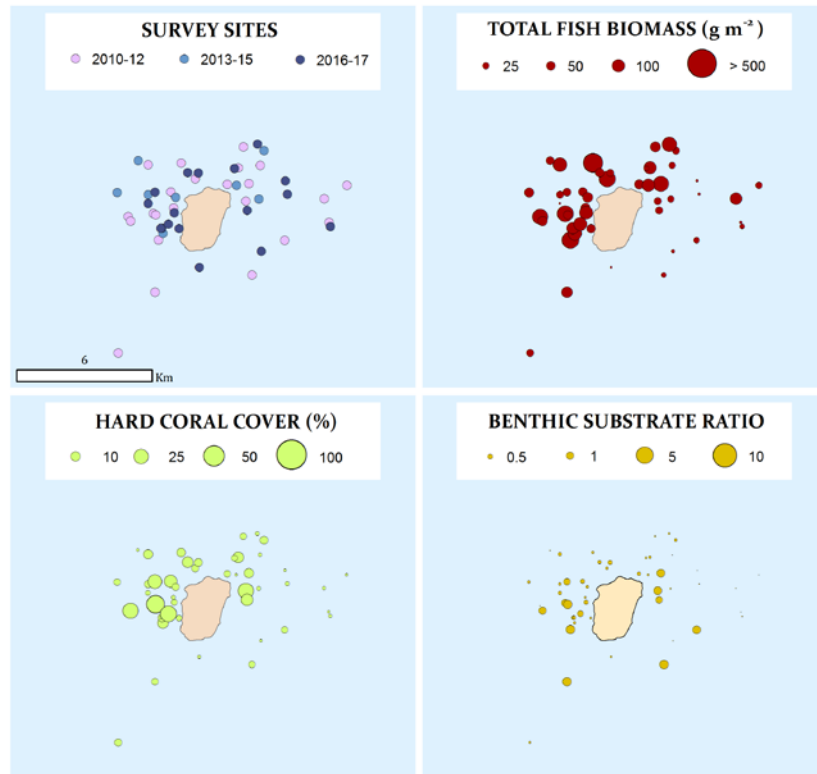 SURVEY SITES
2010-12 2013-15 2016-17
TOTAL FISH BIOMASS (g m⁻²)
25 50 100 > 500
6
Km
HARD CORAL COVER (%)
10 25 50 100
BENTHIC SUBSTRATE RATIO
0.5 1 5 10